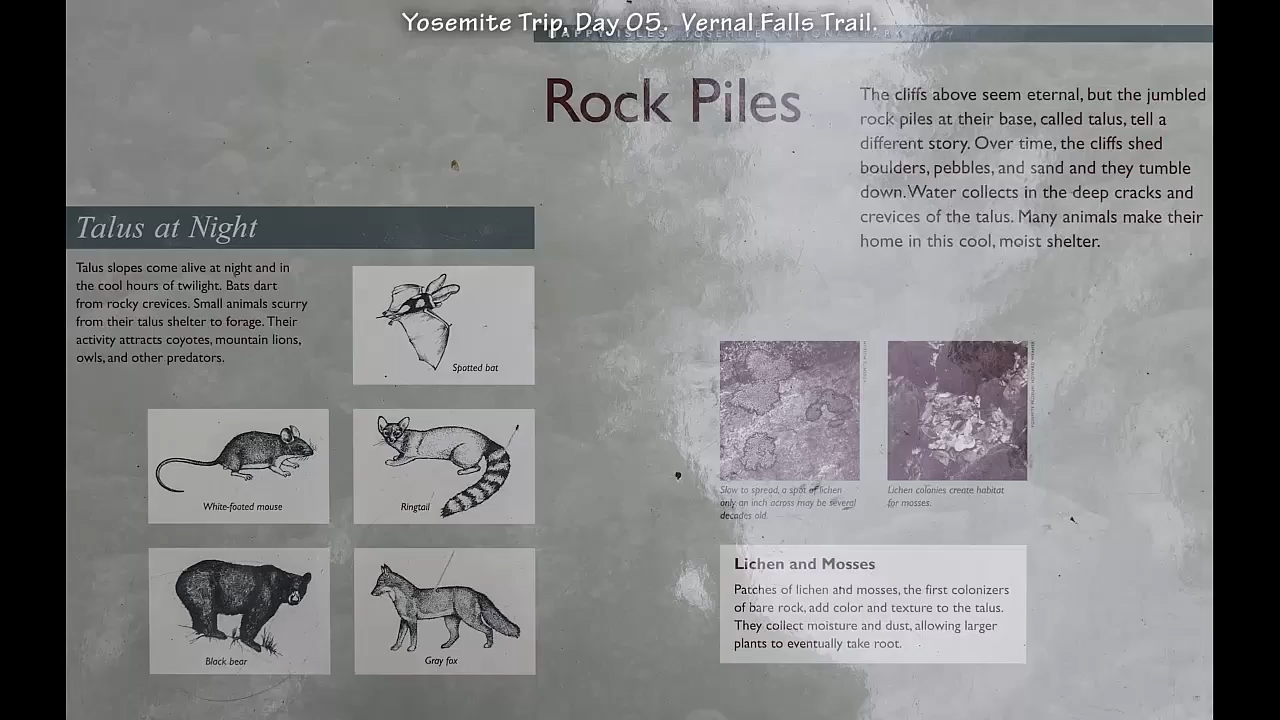 Yosemite Trip, Day 05.  Vernal Falls Trail.
HAPPY ISLES YOSEMITE NATIONAL PARK
Rock Piles
The cliffs above seem eternal, but the jumbled
rock piles at their base, called talus, tell a
different story. Over time, the cliffs shed
boulders, pebbles, and sand and they tumble
down. Water collects in the deep cracks and
crevices of the talus. Many animals make their
home in this cool, moist shelter.
Talus at Night
Talus slopes come alive at night and in
the cool hours of twilight. Bats dart
from rocky crevices. Small animals scurry
from their talus shelter to forage. Their
activity attracts coyotes, mountain lions,
owls, and other predators.
Spotted bat
White-footed mouse
Ringtail
Black bear
Gray fox
Slow to spread, a spot of lichen
only an inch across may be several
decades old.
Lichen colonies create habitat
for mosses.
Lichen and Mosses
Patches of lichen and mosses, the first colonizers
of bare rock, add color and texture to the talus.
They collect moisture and dust, allowing larger
plants to eventually take root.